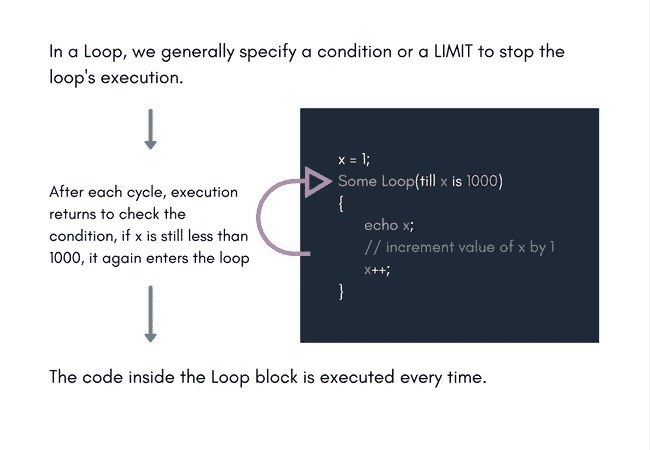 In a Loop, we generally specify a condition or a LIMIT to stop the
loop's execution.
After each cycle, execution
returns to check the
condition, if x is still less than
1000, it again enters the loop
x = 1;
Some Loop(till x is 1000)
{
echo x;
// increment value of x by 1
x++;
}
The code inside the Loop block is executed every time.